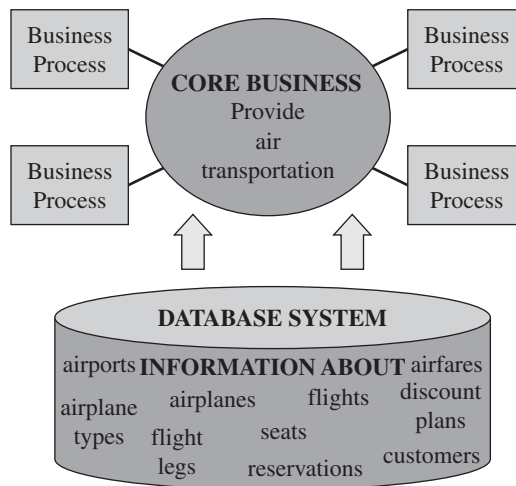 Business
Process
Business
Process
CORE BUSINESS
Provide
air
transportation
Business
Process
Business
Process
DATABASE SYSTEM
INFORMATION ABOUT
airports
airfares
airplane
types
airplanes
flights
discount
plans
flight
legs
seats
reservations
customers